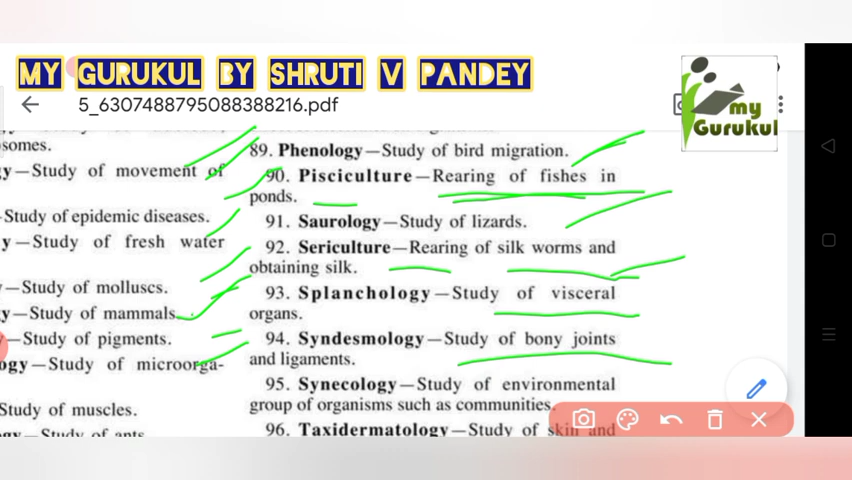 MY GURUKUL BY SHRUTI V PANDEY
5_6307488795088388216.pdf
my
Gurukul
somes.
y—Study of movement of
-Study of epidemic diseases.
y—Study of fresh water
—Study of molluscs.
gy—Study of mammals.
—Study of pigments.
ogy—Study of microorga-
Study of muscles.
gy—Study of ants.
89. Phenology—Study of bird migration.
90. Pisciculture—Rearing of fishes in
ponds.
91. Saurology—Study of lizards.
92. Sericulture—Rearing of silk worms and
obtaining silk.
93. Splanchology—Study of visceral
organs.
94. Syndesmology—Study of bony joints
and ligaments.
95. Synecology—Study of environmental
group of organisms such as communities.
96. Taxidermatology—Study of skin and